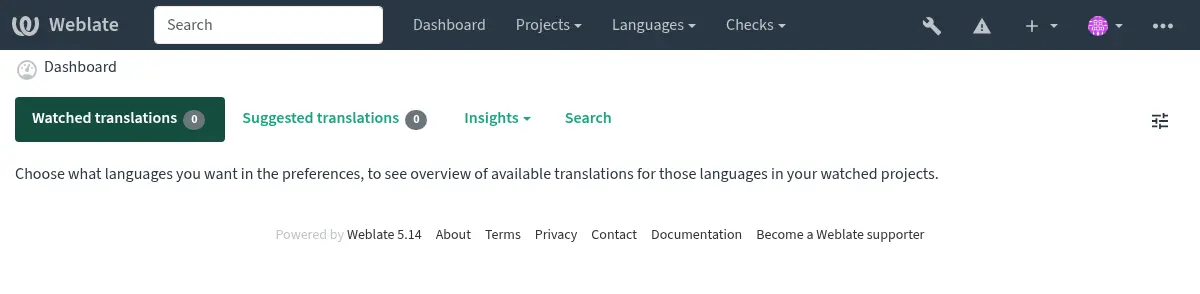 Weblate Search Dashboard Projects Languages Checks
Dashboard
Watched translations 0 Suggested translations 0 Insights Search
Choose what languages you want in the preferences, to see overview of available translations for those languages in your watched projects.
Powered by Weblate 5.14 About Terms Privacy Contact Documentation Become a Weblate supporter